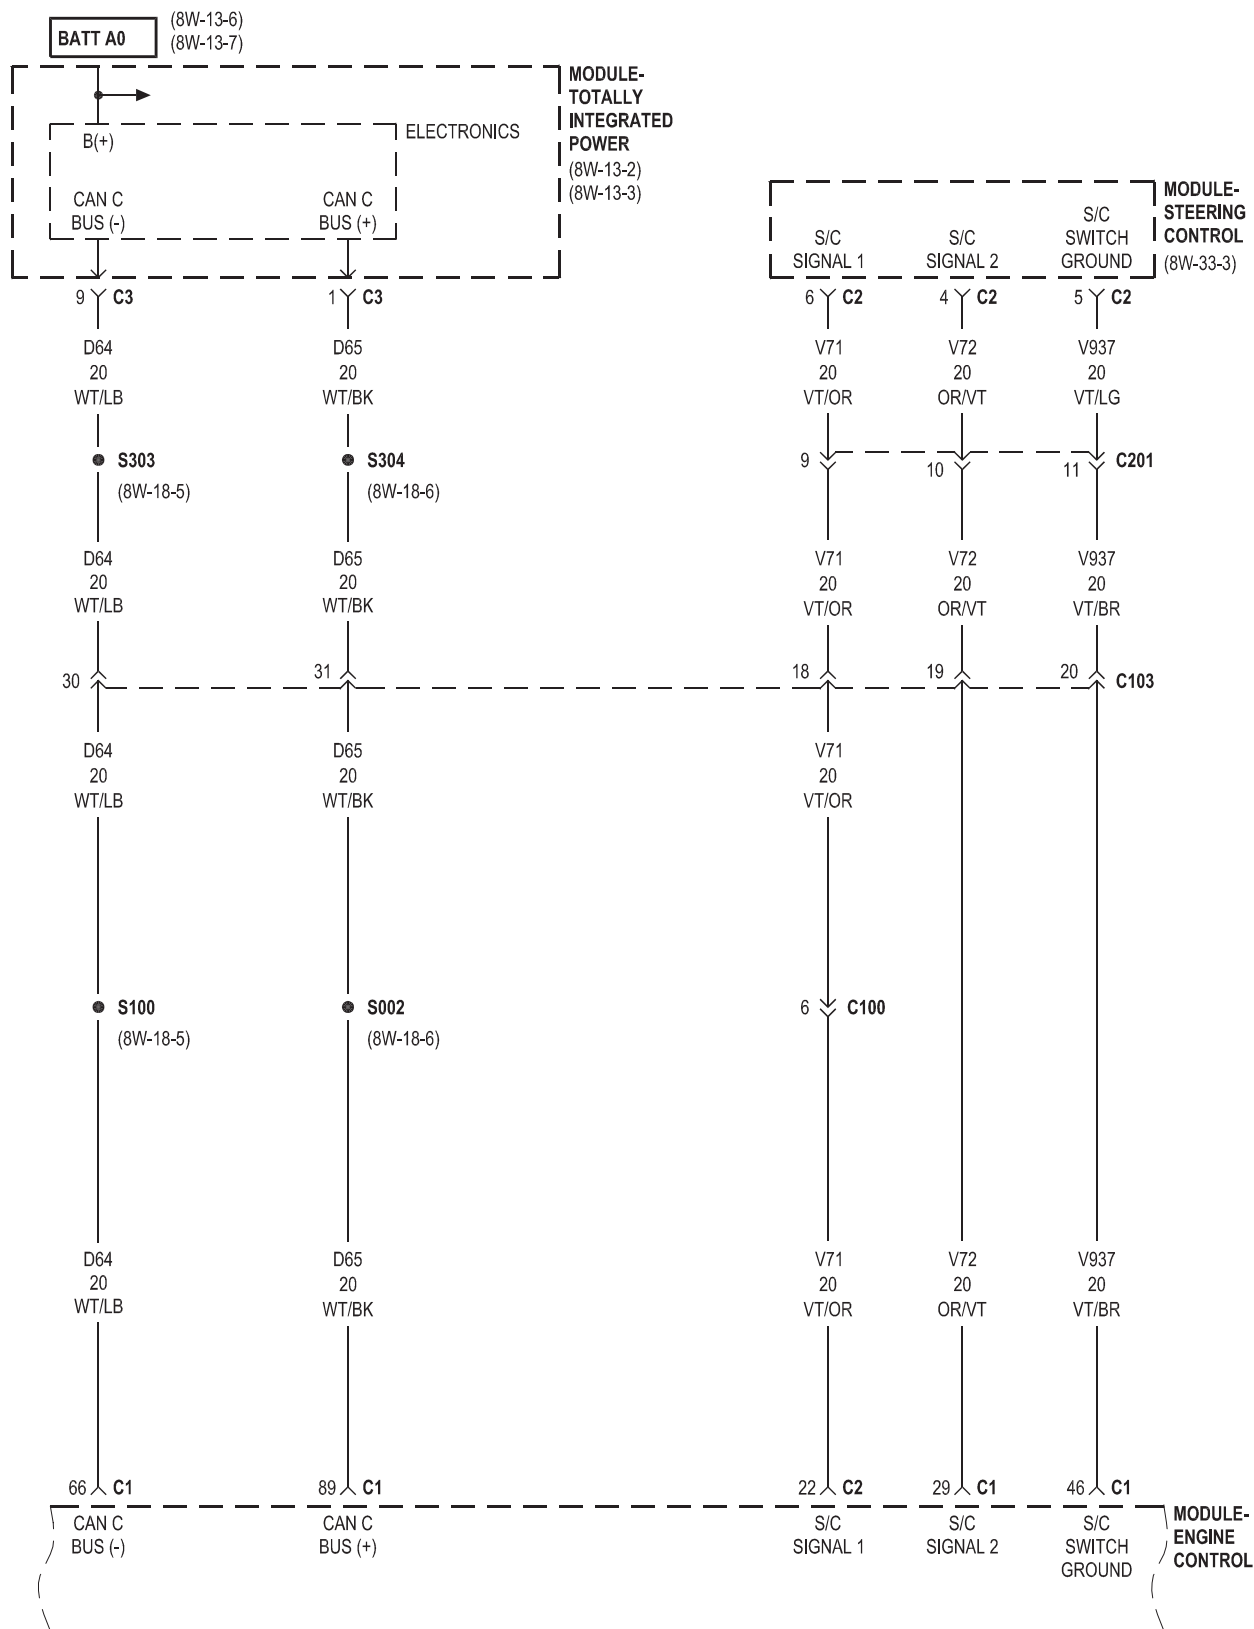 BATT A0
(8W-13-6)
(8W-13-7)
MODULE-
TOTALLY
INTEGRATED
POWER
(8W-13-2)
(8W-13-3)
ELECTRONICS
B(+)
CAN C
BUS (-)
CAN C
BUS (+)
MODULE-
STEERING
CONTROL
(8W-33-3)
S/C
SIGNAL 1
S/C
SIGNAL 2
S/C
SWITCH
GROUND
9 C3
1 C3
6 C2
4 C2
5 C2
D64
20
WT/LB
D65
20
WT/BK
V71
20
VT/OR
V72
20
OR/VT
V937
20
VT/LG
S303
(8W-18-5)
S304
(8W-18-6)
9
10
11
C201
D64
20
WT/LB
D65
20
WT/BK
V71
20
VT/OR
V72
20
OR/VT
V937
20
VT/BR
30
31
18
19
20
C103
D64
20
WT/LB
D65
20
WT/BK
V71
20
VT/OR
S100
(8W-18-5)
S002
(8W-18-6)
6 C100
D64
20
WT/LB
D65
20
WT/BK
V71
20
VT/OR
V72
20
OR/VT
V937
20
VT/BR
66 C1
89 C1
22 C2
29 C1
46 C1
CAN C
BUS (-)
CAN C
BUS (+)
S/C
SIGNAL 1
S/C
SIGNAL 2
S/C
SWITCH
GROUND
MODULE-
ENGINE
CONTROL